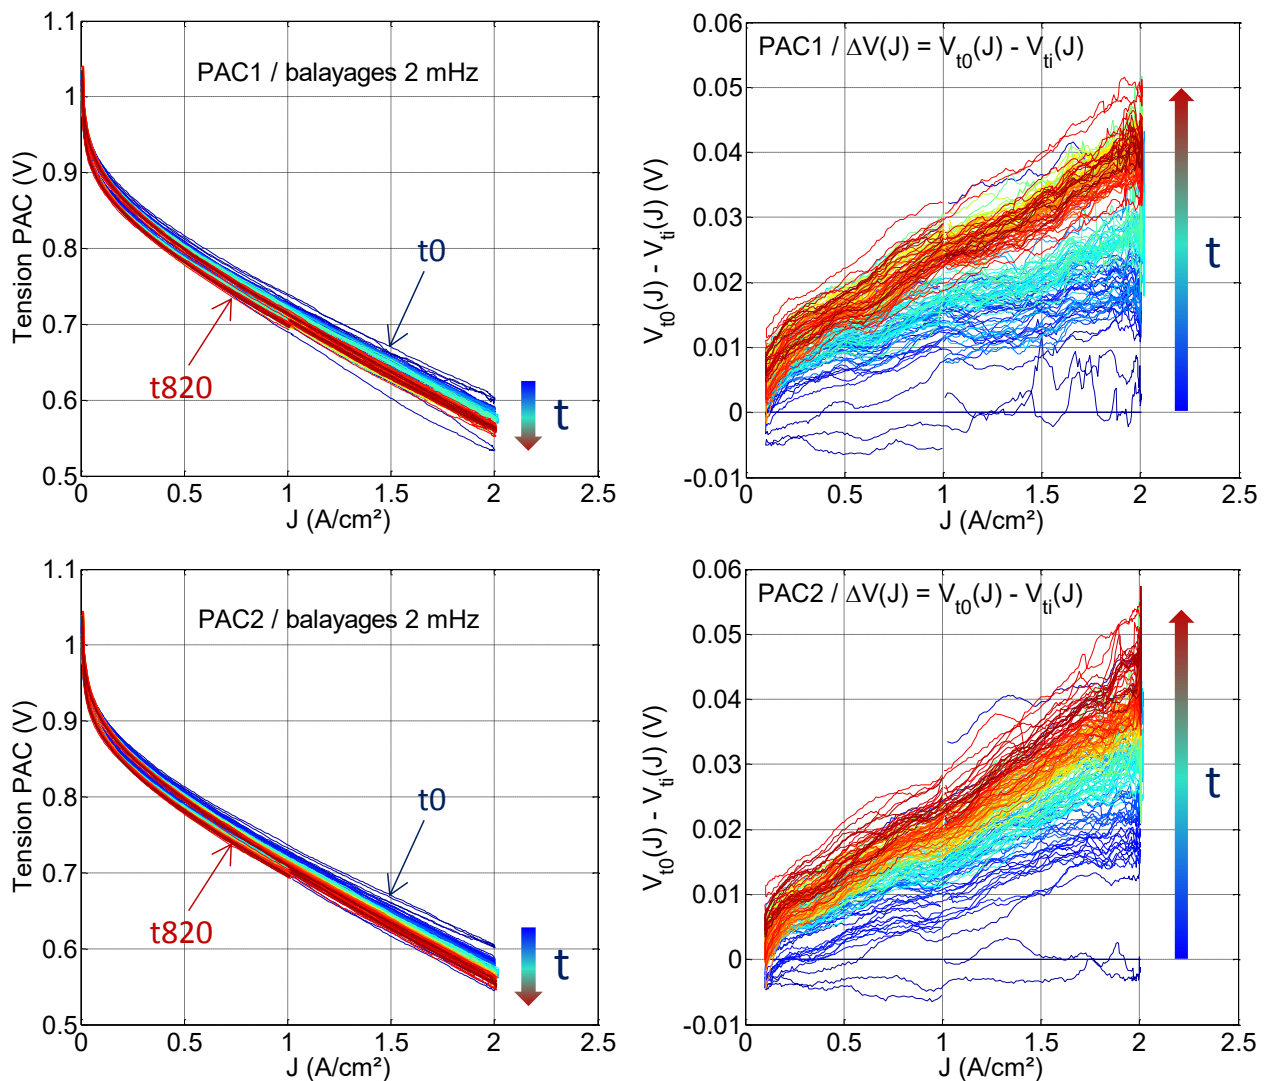 PAC1 / balayages 2 mHz
Tension PAC (V)
1.1
1
0.9
0.8
0.7
0.6
0.5
t0
t820
t
0
0.5
1
1.5
2
2.5
J (A/cm²)
PAC1 / ΔV(J) = Vt0(J) - Vti(J)
Vt0(J) - Vti(J) (V)
0.06
0.05
0.04
0.03
0.02
0.01
0
-0.01
t
0
0.5
1
1.5
2
2.5
J (A/cm²)
PAC2 / balayages 2 mHz
Tension PAC (V)
1.1
1
0.9
0.8
0.7
0.6
0.5
t0
t820
t
0
0.5
1
1.5
2
2.5
J (A/cm²)
PAC2 / ΔV(J) = Vt0(J) - Vti(J)
Vt0(J) - Vti(J) (V)
0.06
0.05
0.04
0.03
0.02
0.01
0
-0.01
t
0
0.5
1
1.5
2
2.5
J (A/cm²)